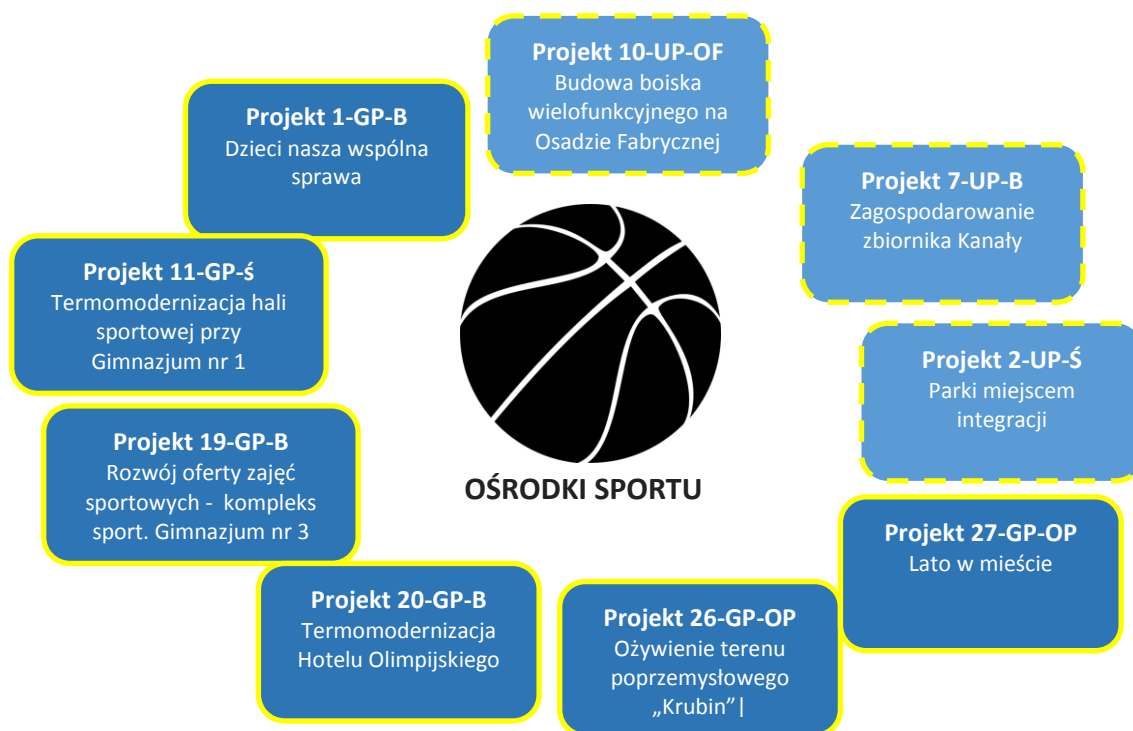 Projekt 10-UP-OF
Budowa boiska
wielofunkcyjnego na
Osadzie Fabrycznej
Projekt 1-GP-B
Dzieci nasza wspólna
sprawa
Projekt 7-UP-B
Zagospodarowanie
zbiornika Kanały
Projekt 11-GP-ś
Termomodernizacja hali
sportowej przy
Gimnazjum nr 1
Projekt 2-UP-Ś
Parki miejscem
integracji
Projekt 19-GP-B
Rozwój oferty zajęć
sportowych - kompleks
sport. Gimnazjum nr 3
OŚRODKI SPORTU
Projekt 27-GP-OP
Lato w mieście
Projekt 20-GP-B
Termomodernizacja
Hotelu Olimpijskiego
Projekt 26-GP-OP
Ożywienie terenu
poprzemysłowego
„Krubin”|